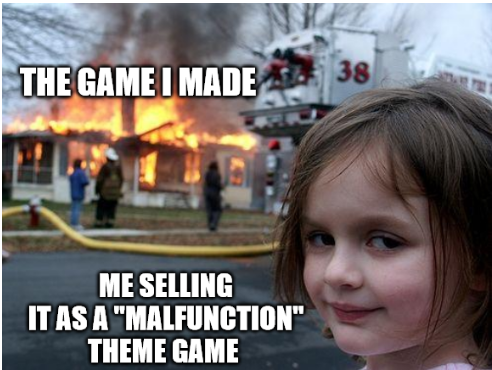 THE GAME I MADE
38
ME SELLING
IT AS A "MALFUNCTION"
THEME GAME